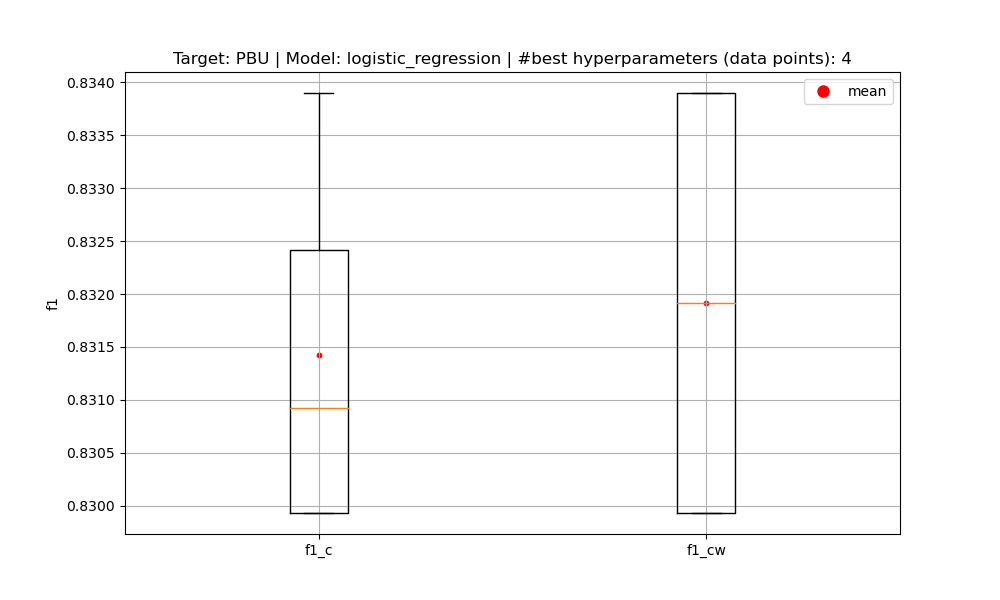 Target: PBU | Model: logistic_regression | #best hyperparameters (data points): 4
mean
0.8340
0.8335
0.8330
0.8325
0.8320
0.8315
0.8310
0.8305
0.8300
f1
f1_c
f1_cw